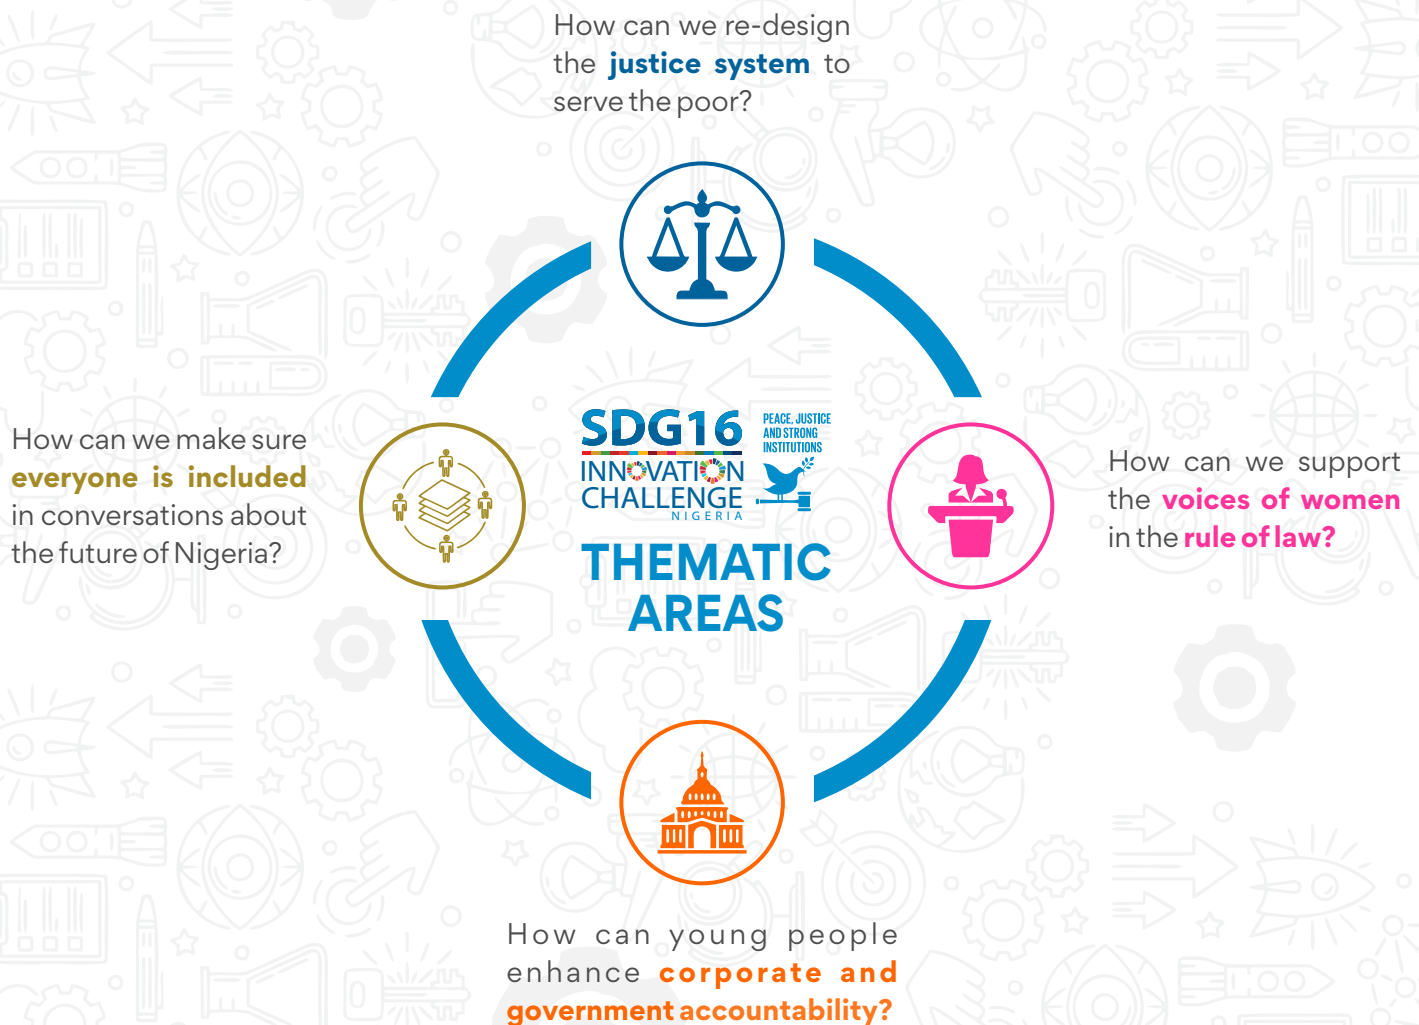 How can we re-design
the justice system to
serve the poor?
How can we make sure
everyone is included
in conversations about
the future of Nigeria?
SDG16
INNOVATION
CHALLENGE
NIGERIA
PEACE, JUSTICE
AND STRONG
INSTITUTIONS
THEMATIC
AREAS
How can we support
the voices of women
in the rule of law?
How can young people
enhance corporate and
government accountability?